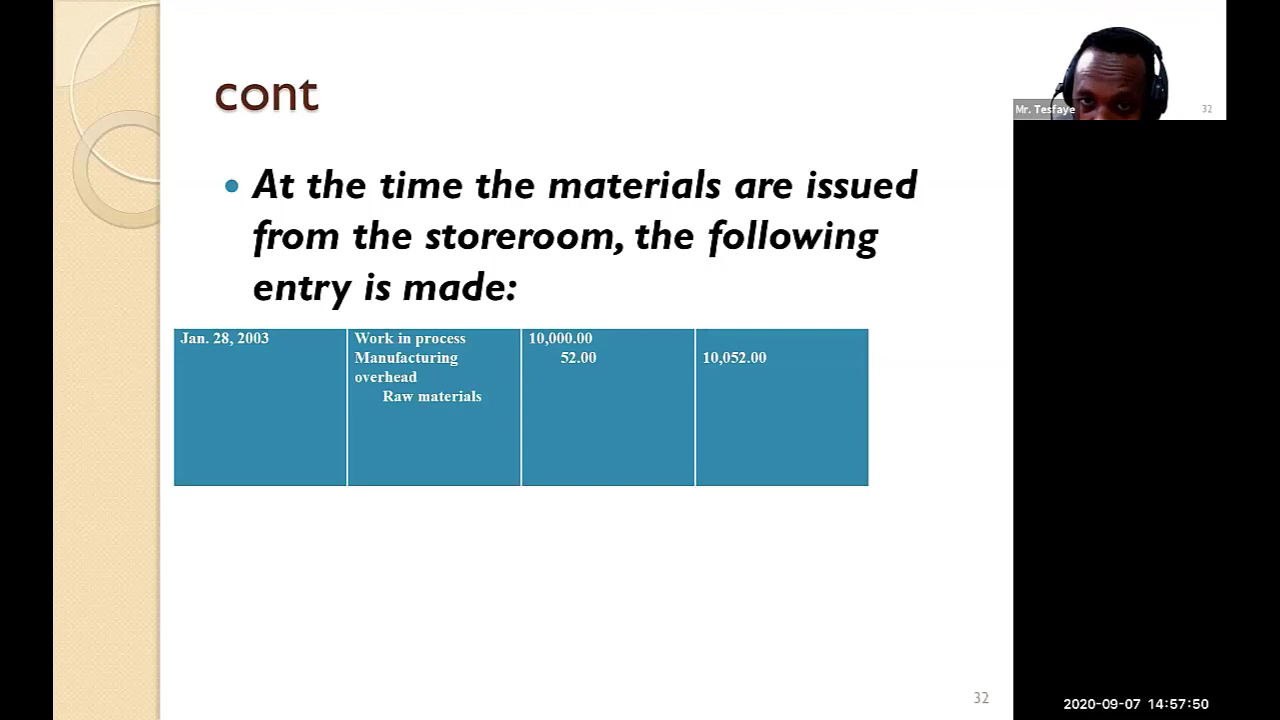 cont
• At the time the materials are issued
from the storeroom, the following
entry is made:
Jan. 28, 2003 Work in process 10,000.00
Manufacturing 52.00 10,052.00
overhead
Raw materials
32
Mr. Tesfaye
32
2020-09-07 14:57:50